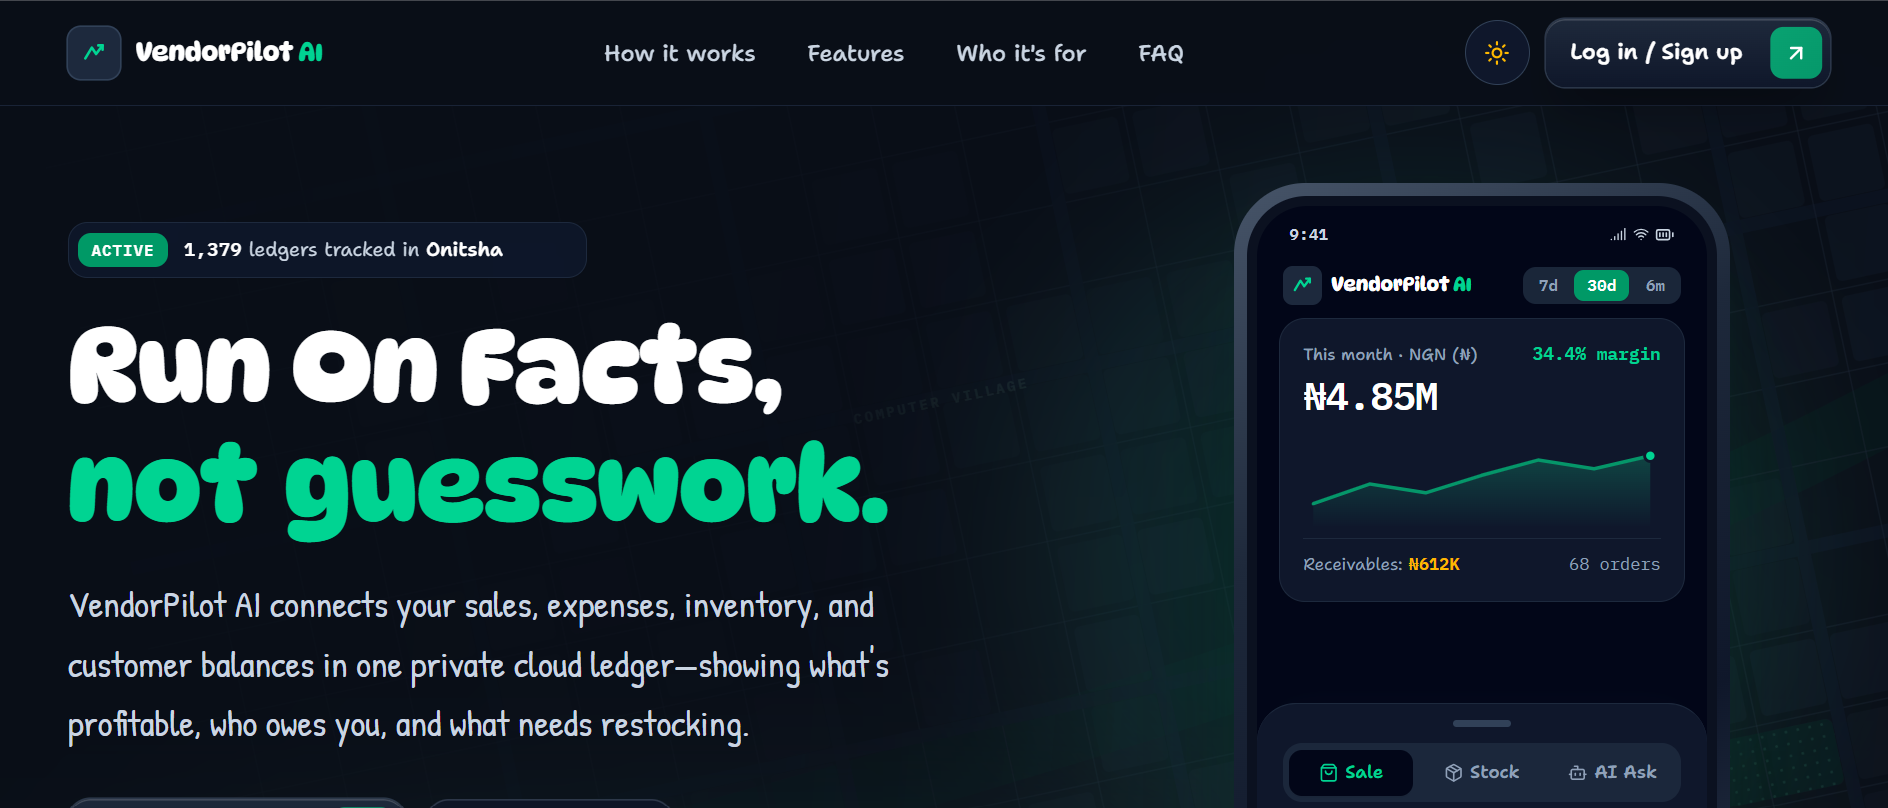 VendorPilot AI
How it works
Features
Who it's for
FAQ
Log in / Sign up
ACTIVE 1,379 ledgers tracked in Onitsha
Run On Facts,
not guesswork.
VendorPilot AI connects your sales, expenses, inventory, and
customer balances in one private cloud ledger—showing what's
profitable, who owes you, and what needs restocking.
COMPUTER VILLAGE
9:41
VendorPilot AI
7d 30d 6m
This month · NGN (₦) 34.4% margin
₦4.85M
Receivables: ₦612K 68 orders
Sale Stock AI Ask